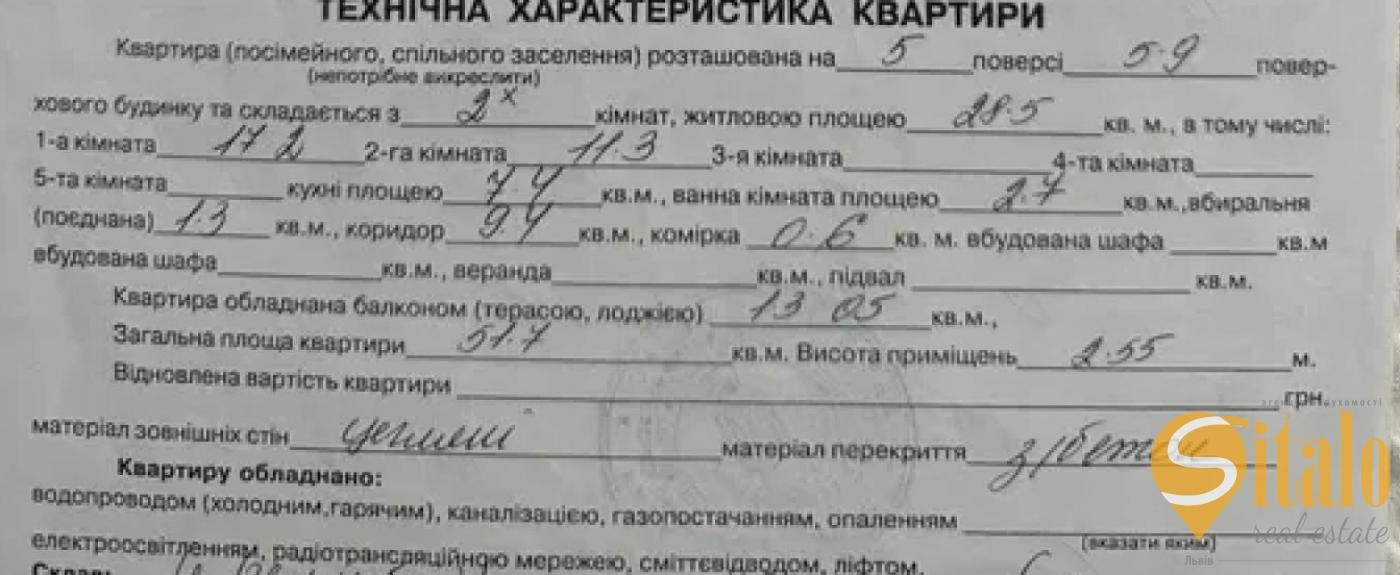 ТЕХНІЧНА ХАРАКТЕРИСТИКА КВАРТИРИ
Квартира (посімейного, спільного заселення) розташована на 5 поверсі 5-9 повер-
(непотрібне викреслити)
хового будинку та складається з 2х кімнат, житловою площею 28.5 кв. м., в тому числі:
1-а кімната 17.2 2-га кімната 11.3 3-я кімната 4-та кімната
5-та кімната кухні площею 7.4 кв.м., ванна кімната площею 2.7 кв.м.,вбиральня
(поєднана) 1.3 кв.м., коридор 9.4 кв.м., комірка 0.6 кв. м. вбудована шафа кв.м
вбудована шафа кв.м., веранда кв.м., підвал кв.м.
Квартира обладнана балконом (терасою, лоджією) 1.3 0.5 кв.м.,
Загальна площа квартири 51.7 кв.м. Висота приміщень 2.55 м.
Відновлена вартість квартири грн.
матеріал зовнішніх стін цегляні матеріал перекриття з/бетон
Квартиру обладнано:
водопроводом (холодним,гарячим), каналізацією, газопостачанням, опаленням
(вказати яким)
електроосвітленням, радіотрансляційною мережею, сміттєвідводом, ліфтом.
Sitalo
real estate
Львів